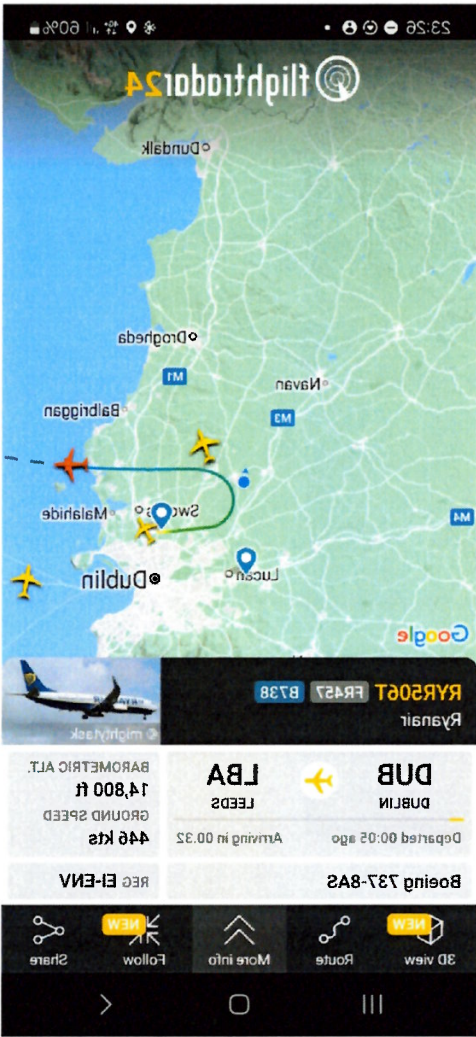 23:26 60%
flightradar24
Dundalk
Drogheda
M1
Navan
M3
Balbriggan
Malahide
M4
Dublin
Lucan
Google
RYR506T FR457 B738
Ryanair
© mightytask
DUB LBA
DUBLIN LEEDS
Departed 00:05 ago Arriving in 00:32
BAROMETRIC ALT.
14,800 ft
GROUND SPEED
446 kts
Boeing 737-8AS
REG EI-ENV
NEW NEW
3D view Route More info Follow Share